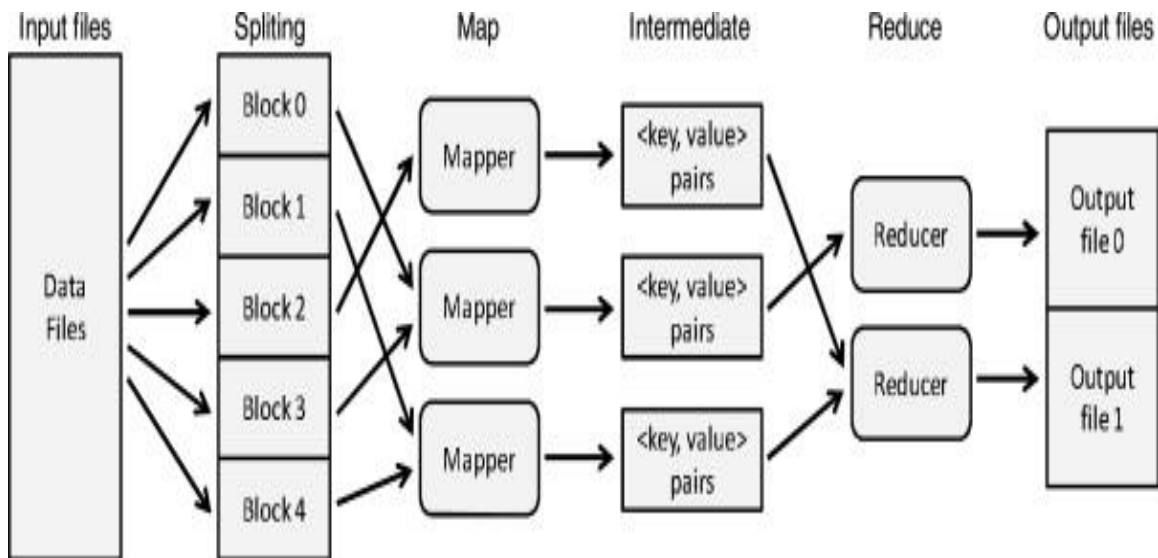 Input files
Spliting
Map
Intermediate
Reduce
Output files
Data
Files
Block 0
Block 1
Block 2
Block 3
Block 4
Mapper
Mapper
Mapper
<key, value>
pairs
<key, value>
pairs
<key, value>
pairs
Reducer
Reducer
Output
file 0
Output
file 1